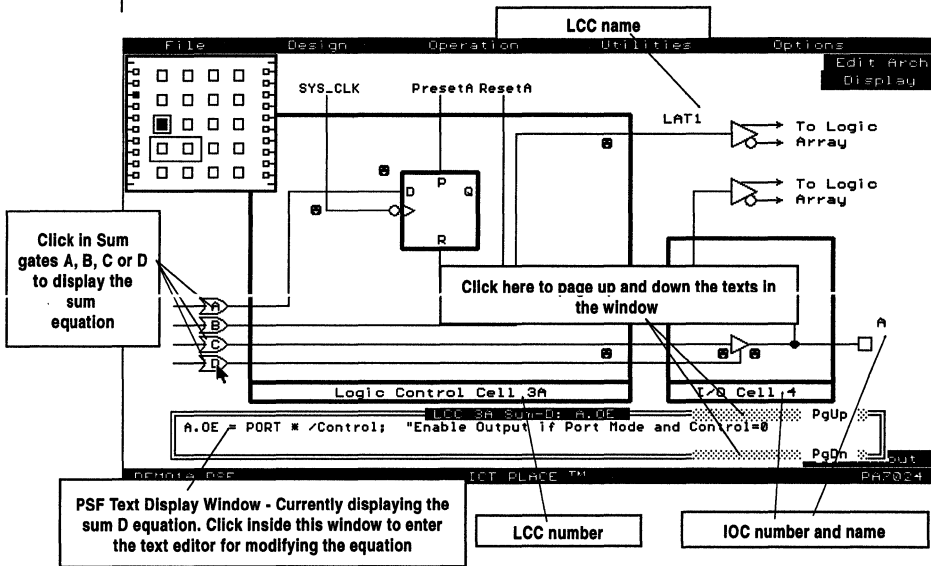 LCC name
File Design Operation Utilities Options
Edit Arch
Display
SYS_CLK PresetA ResetA
LAT1
To Logic
Array
To Logic
Array
P
D Q
R
Click in Sum
gates A, B, C or D
to display the
sum
equation
Click here to page up and down the texts in
the window
A
B
C
D
A
Logic Control Cell 3A
I/O Cell 4
LCC 3A Sum-D: A.OE
PgUp
A.OE = PORT * /Control; "Enable Output if Port Mode and Control=0
PgDn
out
DEMO1A PSF ICT PLACE TM PA7024
PSF Text Display Window - Currently displaying the
sum D equation. Click inside this window to enter
the text editor for modifying the equation
LCC number
IOC number and name